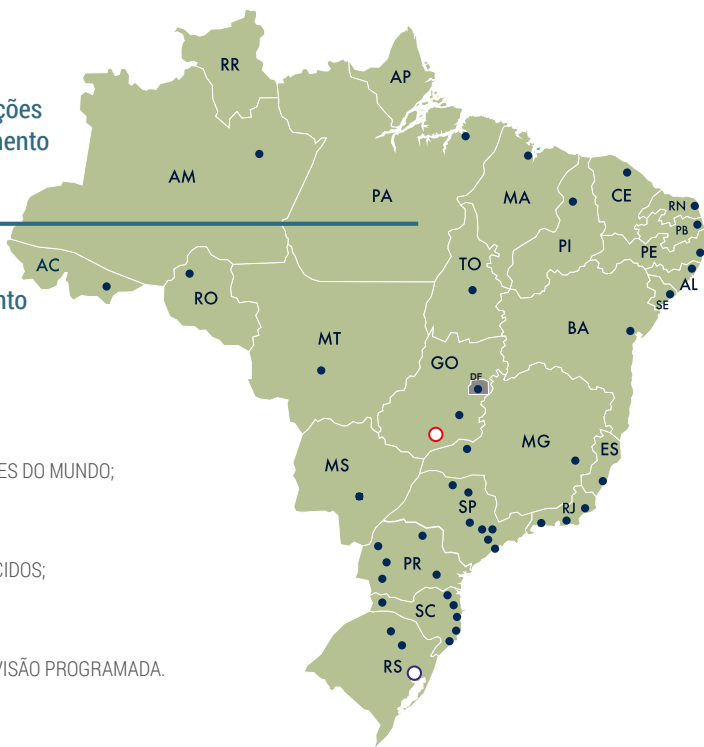 ções
mento
nto
ES DO MUNDO;
CIDOS;
VISÃO PROGRAMADA.
RR
AP
AM
PA
MA
CE
RN
PB
PE
PI
AL
SE
AC
RO
TO
BA
MT
GO
DF
MG
ES
MS
SP
RJ
PR
SC
RS